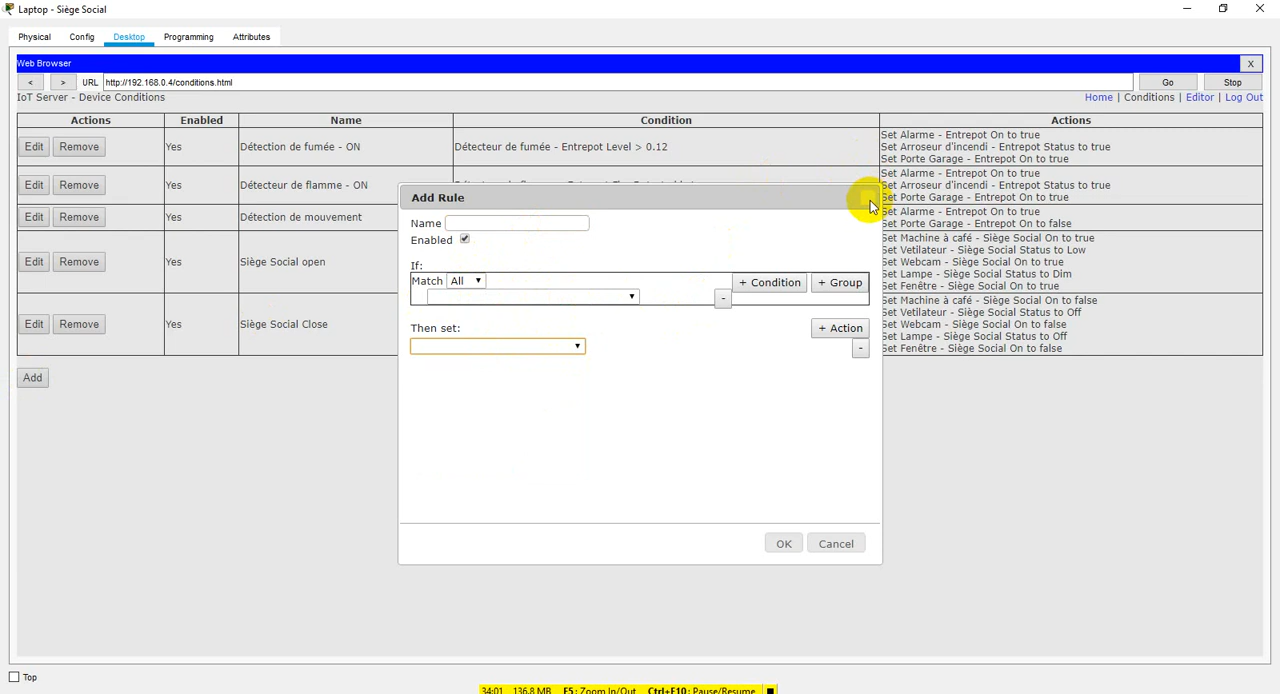 Laptop - Siège Social
Physical Config Desktop Programming Attributes
Web Browser X
< > URL http://192.168.0.4/conditions.html Go Stop
IoT Server - Device Conditions Home | Conditions | Editor | Log Out
Actions Enabled Name Condition Actions
Edit Remove Yes Détection de fumée - ON Détecteur de fumée - Entrepot Level > 0.12
Set Alarme - Entrepot On to true
Set Arroseur d'incendi - Entrepot Status to true
Set Porte Garage - Entrepot On to true
Edit Remove Yes Détecteur de flamme - ON
Set Alarme - Entrepot On to true
Set Arroseur d'incendi - Entrepot Status to true
Set Porte Garage - Entrepot On to true
Edit Remove Yes Détection de mouvement
Set Alarme - Entrepot On to true
Set Porte Garage - Entrepot On to false
Edit Remove Yes Siège Social open
Set Machine à café - Siège Social On to true
Set Vetilateur - Siège Social Status to Low
Set Webcam - Siège Social On to true
Set Lampe - Siège Social Status to Dim
Set Fenêtre - Siège Social On to true
Edit Remove Yes Siège Social Close
Set Machine à café - Siège Social On to false
Set Vetilateur - Siège Social Status to Off
Set Webcam - Siège Social On to false
Set Lampe - Siège Social Status to Off
Set Fenêtre - Siège Social On to false
Add
Add Rule
Name
Enabled
If:
Match All + Condition + Group
-
Then set: + Action
-
OK Cancel
Top
34:01 136.8 MB F5: Zoom In/Out Ctrl+F10: Pause/Resume